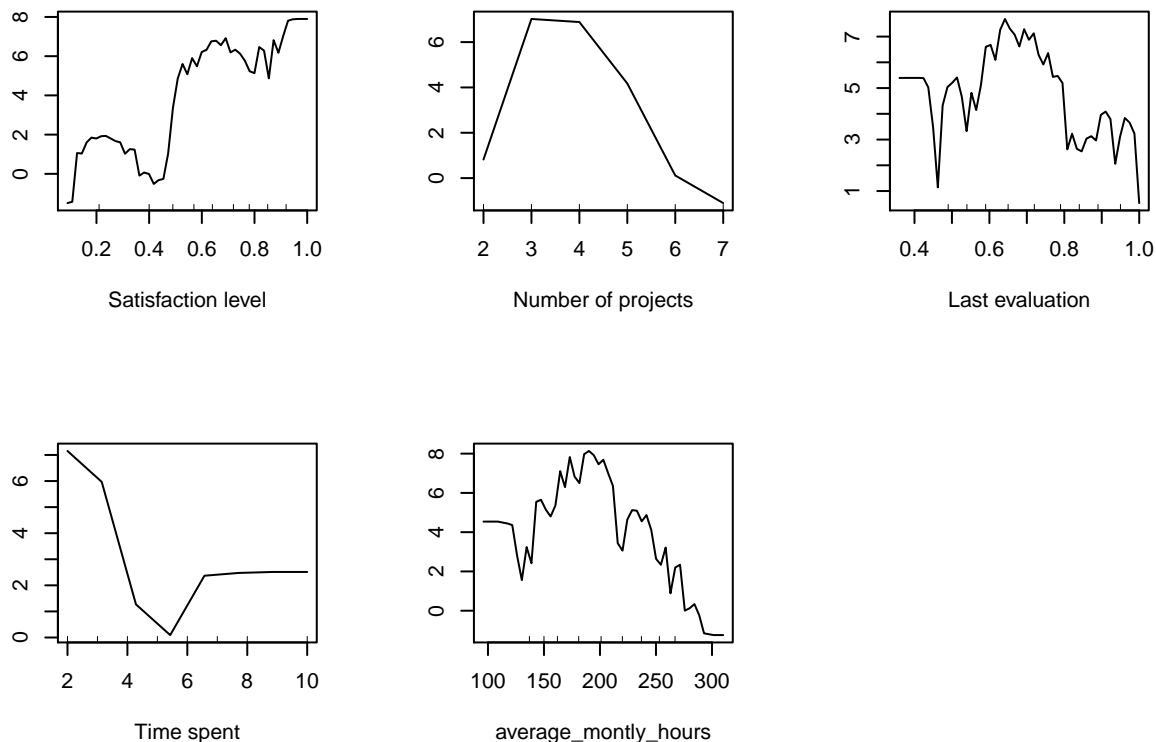 8
6
4
2
0
0.2 0.4 0.6 0.8 1.0
Satisfaction level
6
4
2
0
2 3 4 5 6 7
Number of projects
7
5
3
1
0.4 0.6 0.8 1.0
Last evaluation
6
4
2
0
2 4 6 8 10
Time spent
8
6
4
2
0
100 150 200 250 300
average_montly_hours